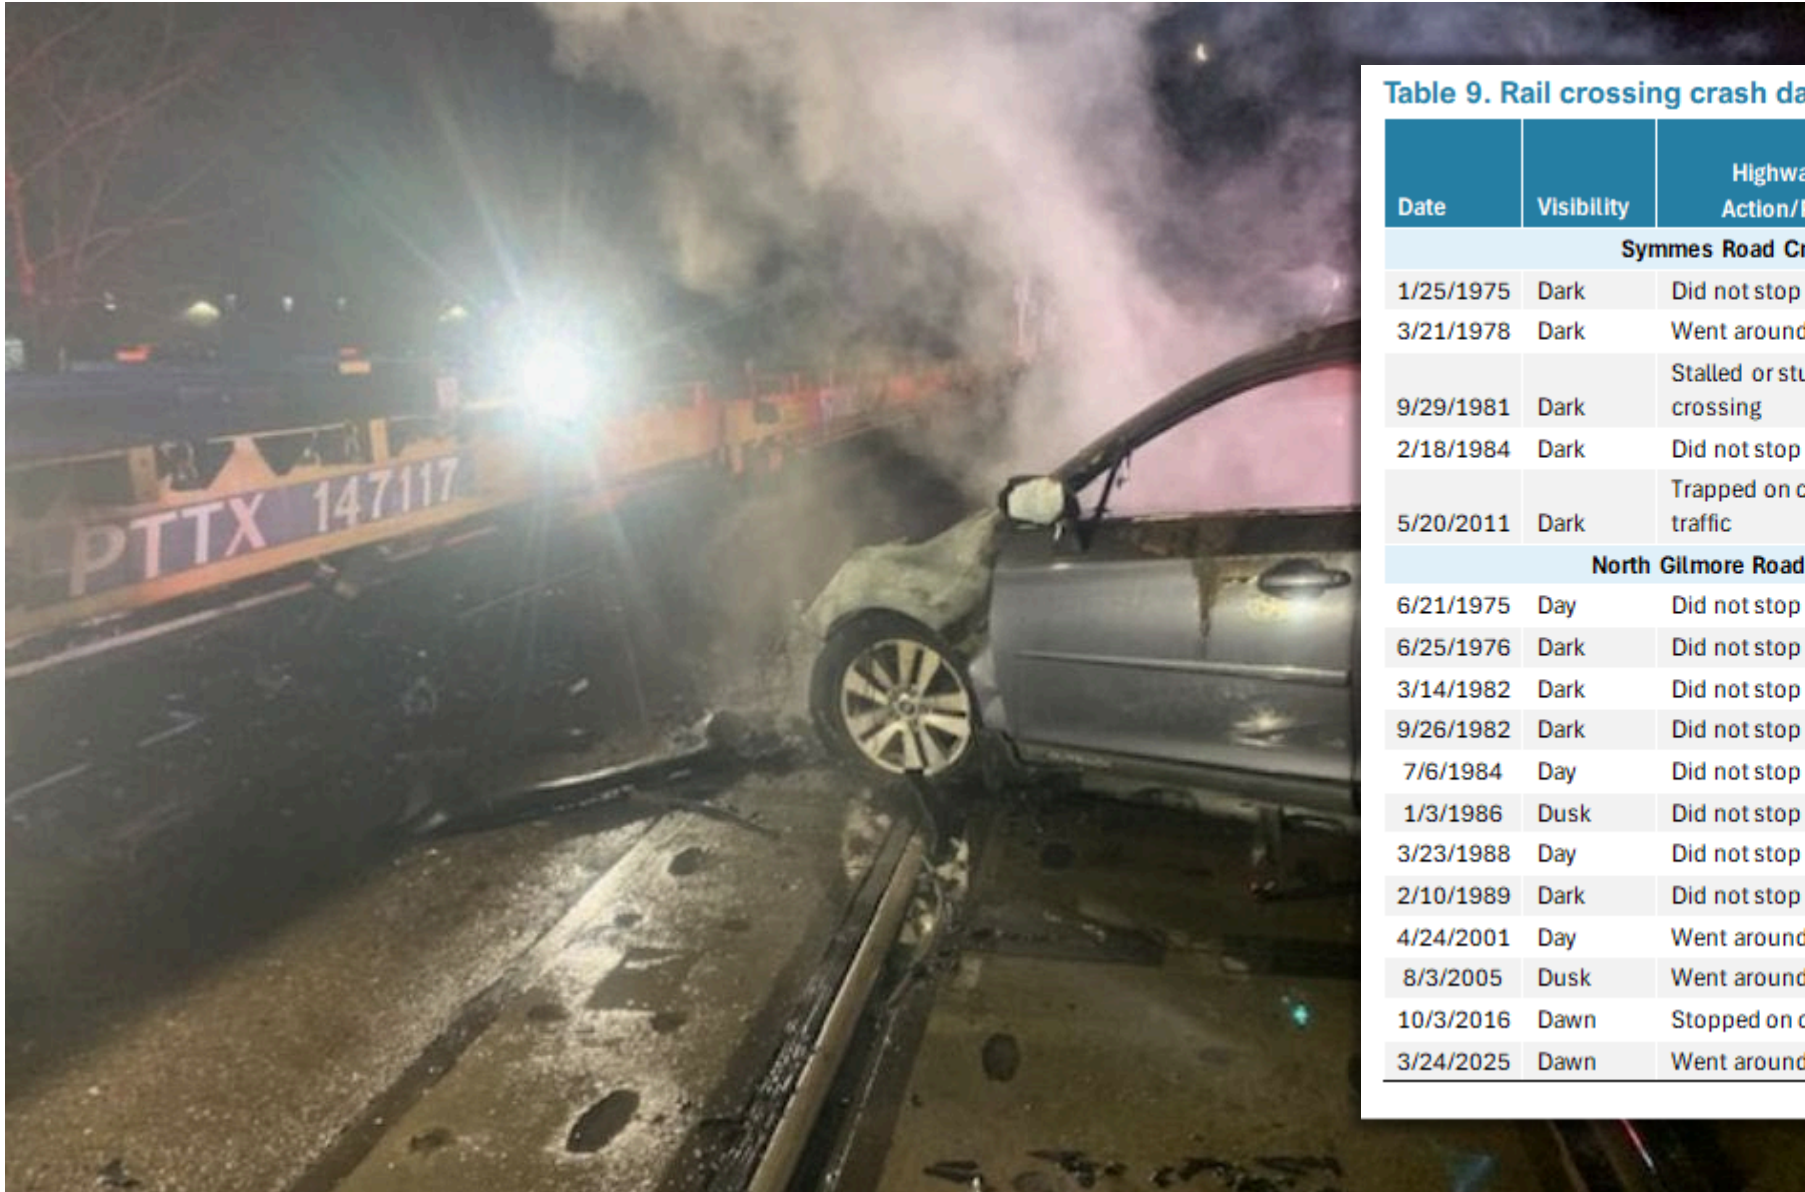 PTTX 147117
Table 9. Rail crossing crash da
Date Visibility Highwa
Action/
Symmes Road Cr
1/25/1975 Dark Did not stop
3/21/1978 Dark Went around
9/29/1981 Dark Stalled or stu
crossing
2/18/1984 Dark Did not stop
5/20/2011 Dark Trapped on c
traffic
North Gilmore Road
6/21/1975 Day Did not stop
6/25/1976 Dark Did not stop
3/14/1982 Dark Did not stop
9/26/1982 Dark Did not stop
7/6/1984 Day Did not stop
1/3/1986 Dusk Did not stop
3/23/1988 Day Did not stop
2/10/1989 Dark Did not stop
4/24/2001 Day Went around
8/3/2005 Dusk Went around
10/3/2016 Dawn Stopped on c
3/24/2025 Dawn Went around